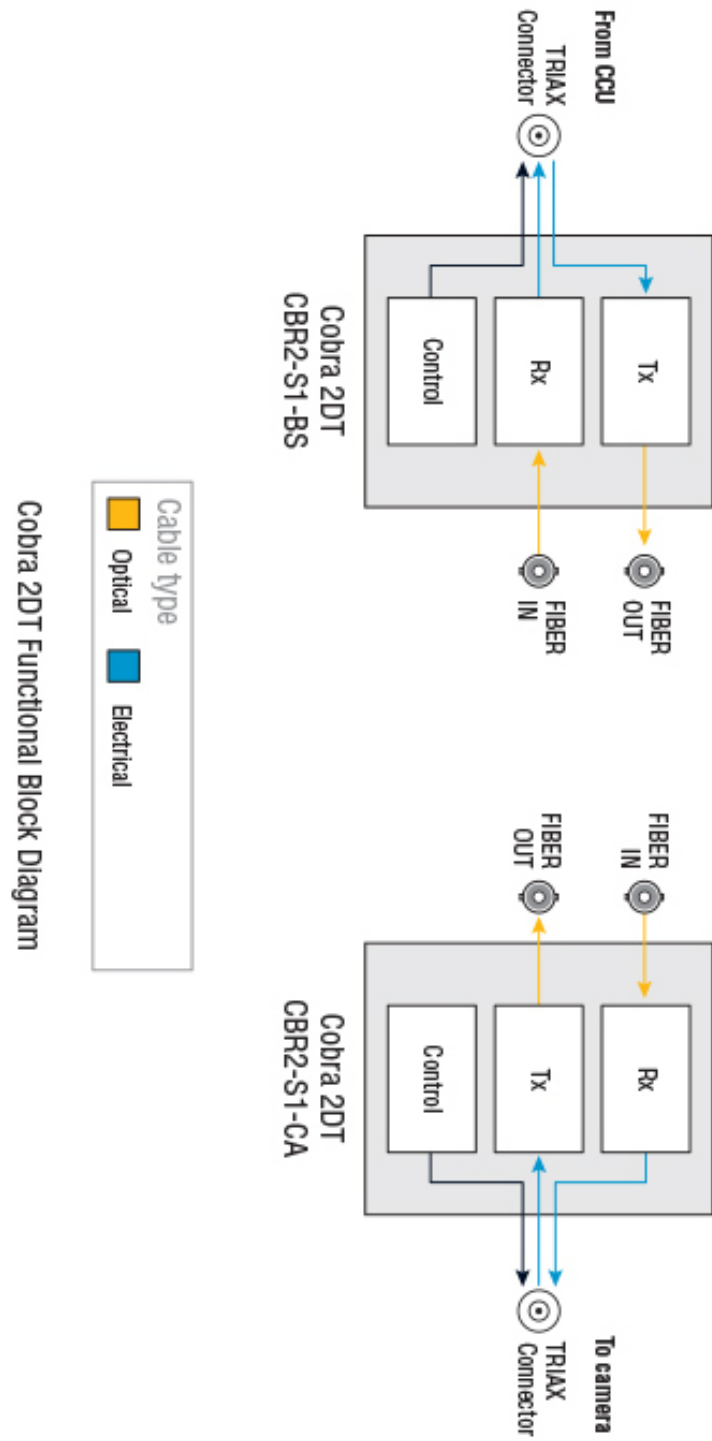 From CCU
TRIAX
Connector
Tx
Rx
Control
FIBER
OUT
FIBER
IN
Cobra 2DT
CBR2-S1-BS
FIBER
IN
FIBER
OUT
Rx
Tx
Control
To camera
TRIAX
Connector
Cobra 2DT
CBR2-S1-CA
Cable type
Optical
Electrical
Cobra 2DT Functional Block Diagram